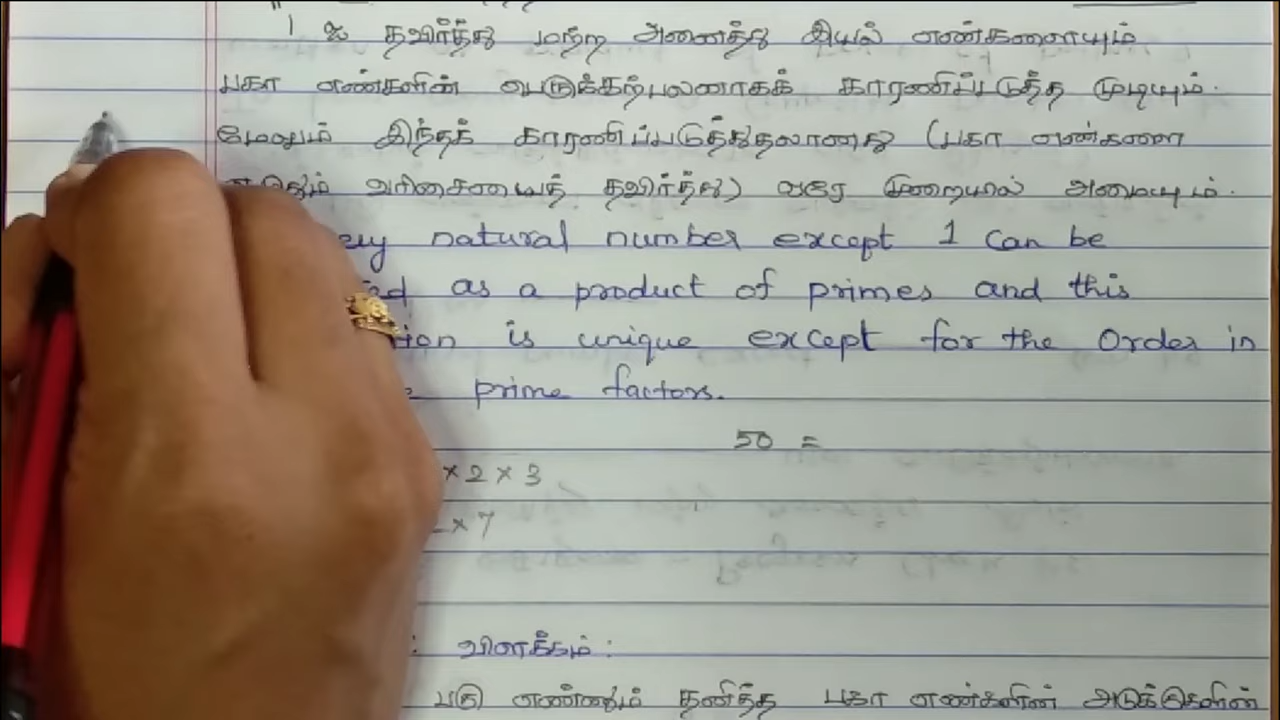 1 ஐ தவிர்த்து மற்ற அனைத்து இயல் எண்களையும்
பகா எண்களின் பெருக்கற்பலனாகக் காரணிப்படுத்த முடியும்.
மேலும் இந்தக் காரணிப்படுத்துதலானது (பகா எண்களை
எழுதும் வரிசையைத் தவிர்த்து) ஒரே முறையில் அமையும்.
natural number except 1 can be
as a product of primes and this
is unique except for the Order in
prime factors.
50 =
×2 × 3
× 7
: விளக்கம் :
பகு எண்ணும் தனித்த பகா எண்களின் அடுக்குகளின்